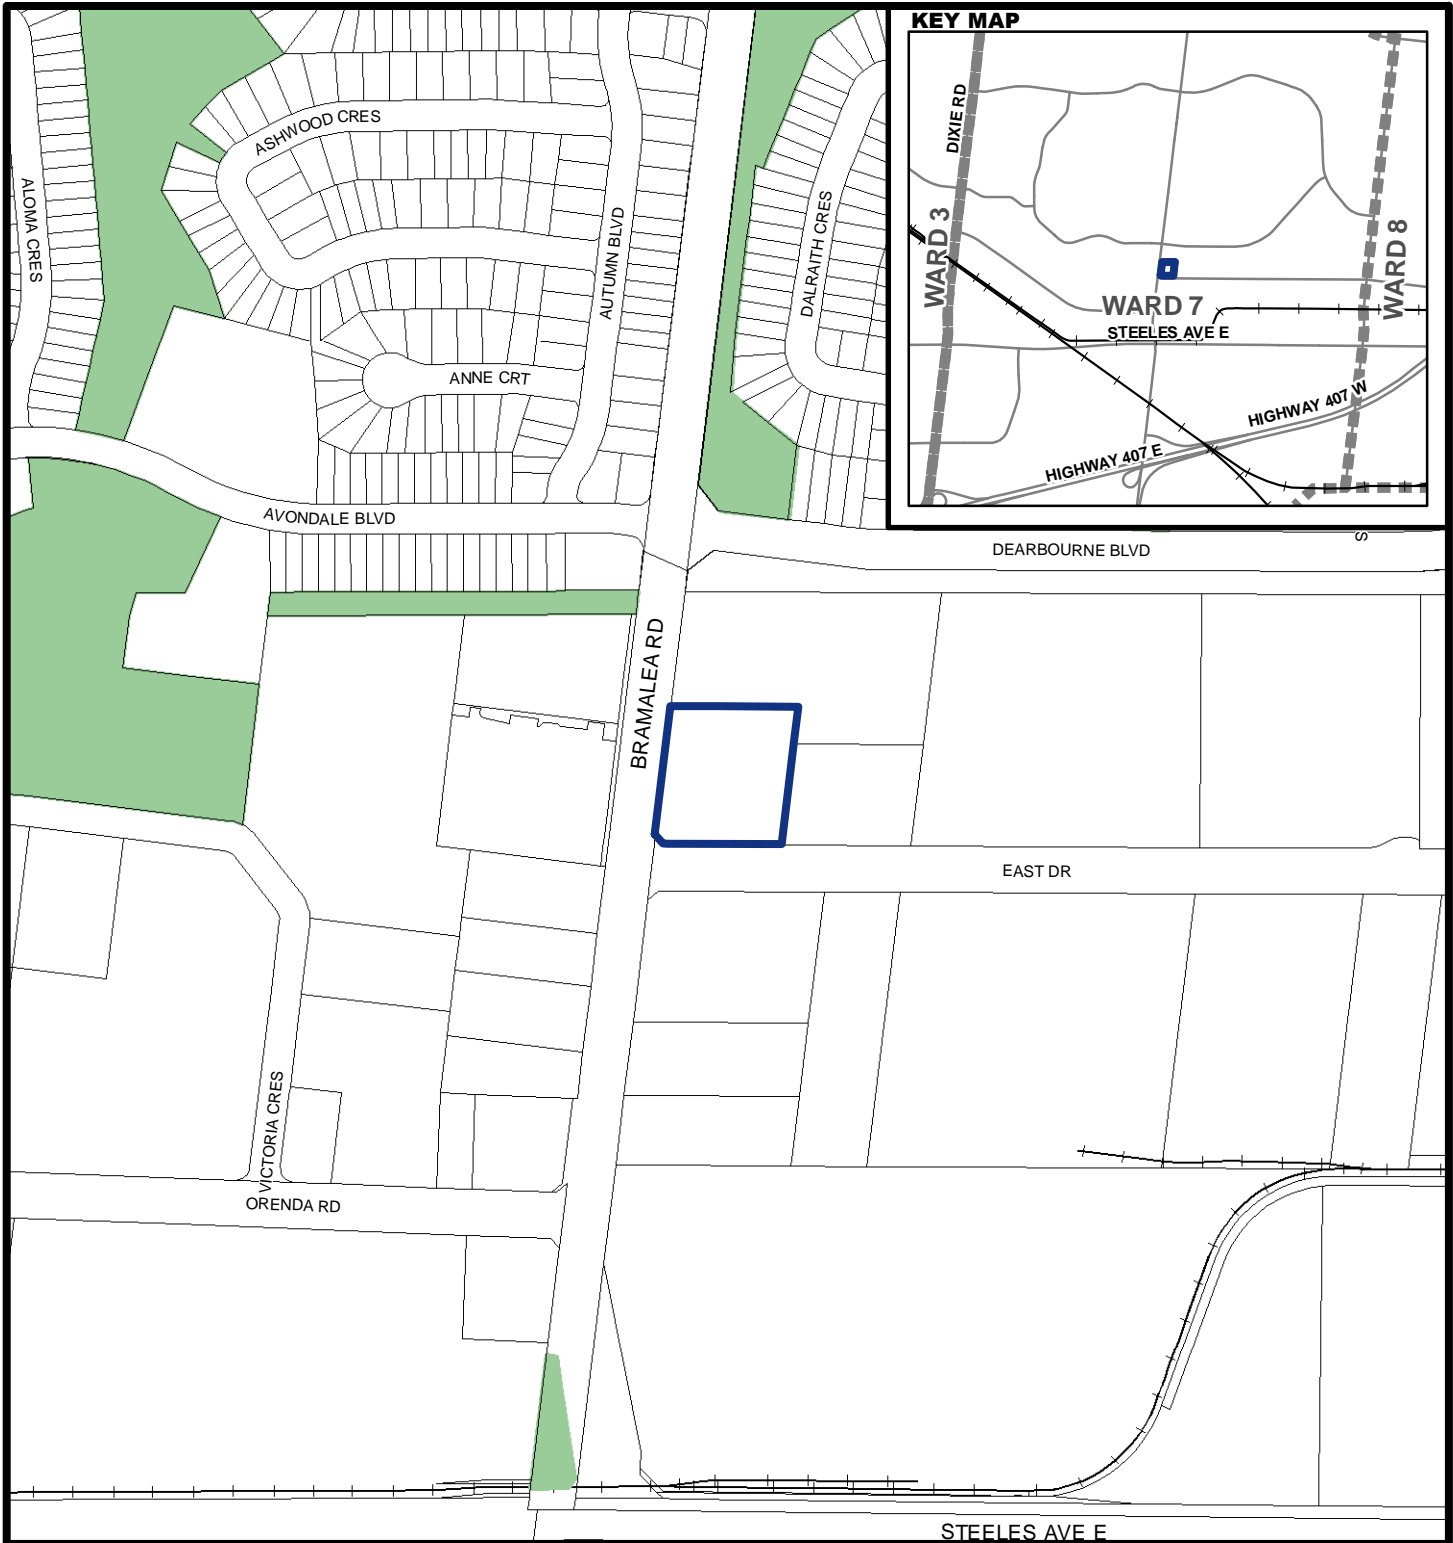 KEY MAP
DIXIE RD
WARD 3
WARD 8
WARD 7
STEELES AVE E
HIGHWAY 407 W
HIGHWAY 407 E
ASHWOOD CRES
ALOMA CRES
AUTUMN BLVD
DALRAITH CRES
ANNE CRT
AVONDALE BLVD
S
DEARBOURNE BLVD
BRAMALEA RD
EAST DR
VICTORIA CRES
ORENDA RD
STEELES AVE E